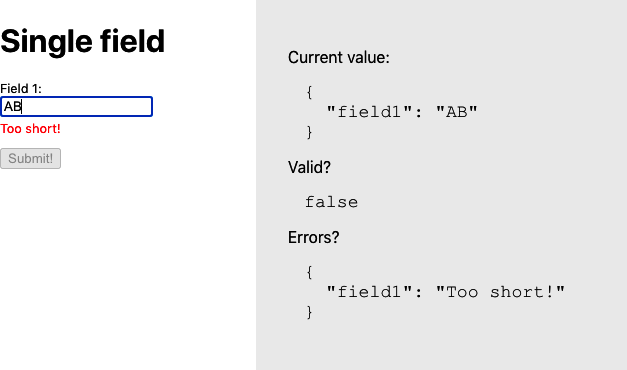 Single field
Field 1:
AB
Too short!
Submit!
Current value:
{
"field1": "AB"
}
Valid?
false
Errors?
{
"field1": "Too short!"
}